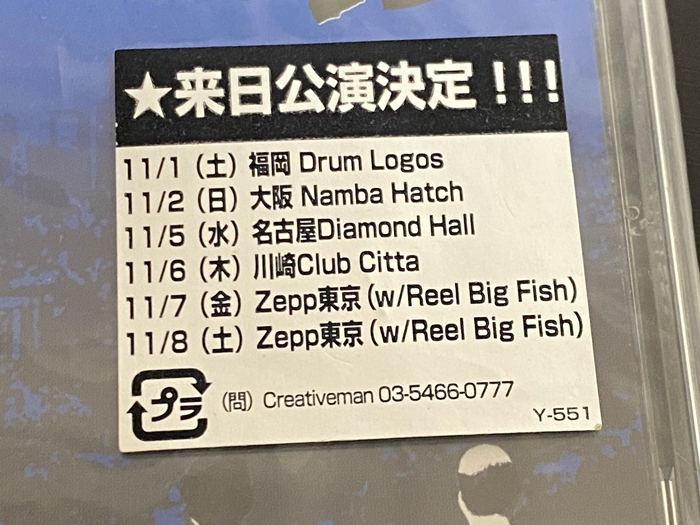 ★来日公演決定!!!
11/1(土)福岡 Drum Logos
11/2(日)大阪 Namba Hatch
11/5(水)名古屋Diamond Hall
11/6(木)川崎Club Citta
11/7(金)Zepp東京(w/Reel Big Fish)
11/8(土)Zepp東京(w/Reel Big Fish)
プラ
(問)Creativeman 03-5466-0777
Y-551